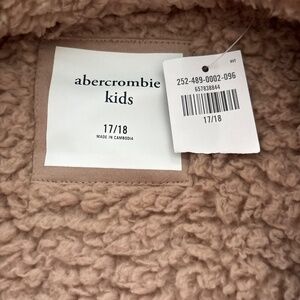 abercrombie
kids
17/18
MADE IN CAMBODIA
252-489-0002-096
657838844
17/18